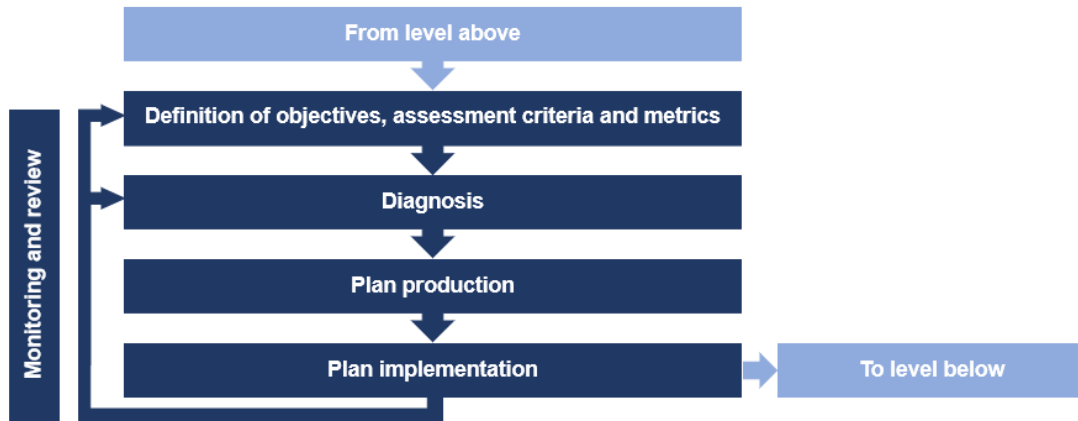 From level above
Definition of objectives, assessment criteria and metrics
Diagnosis
Plan production
Plan implementation
To level below
Monitoring and review